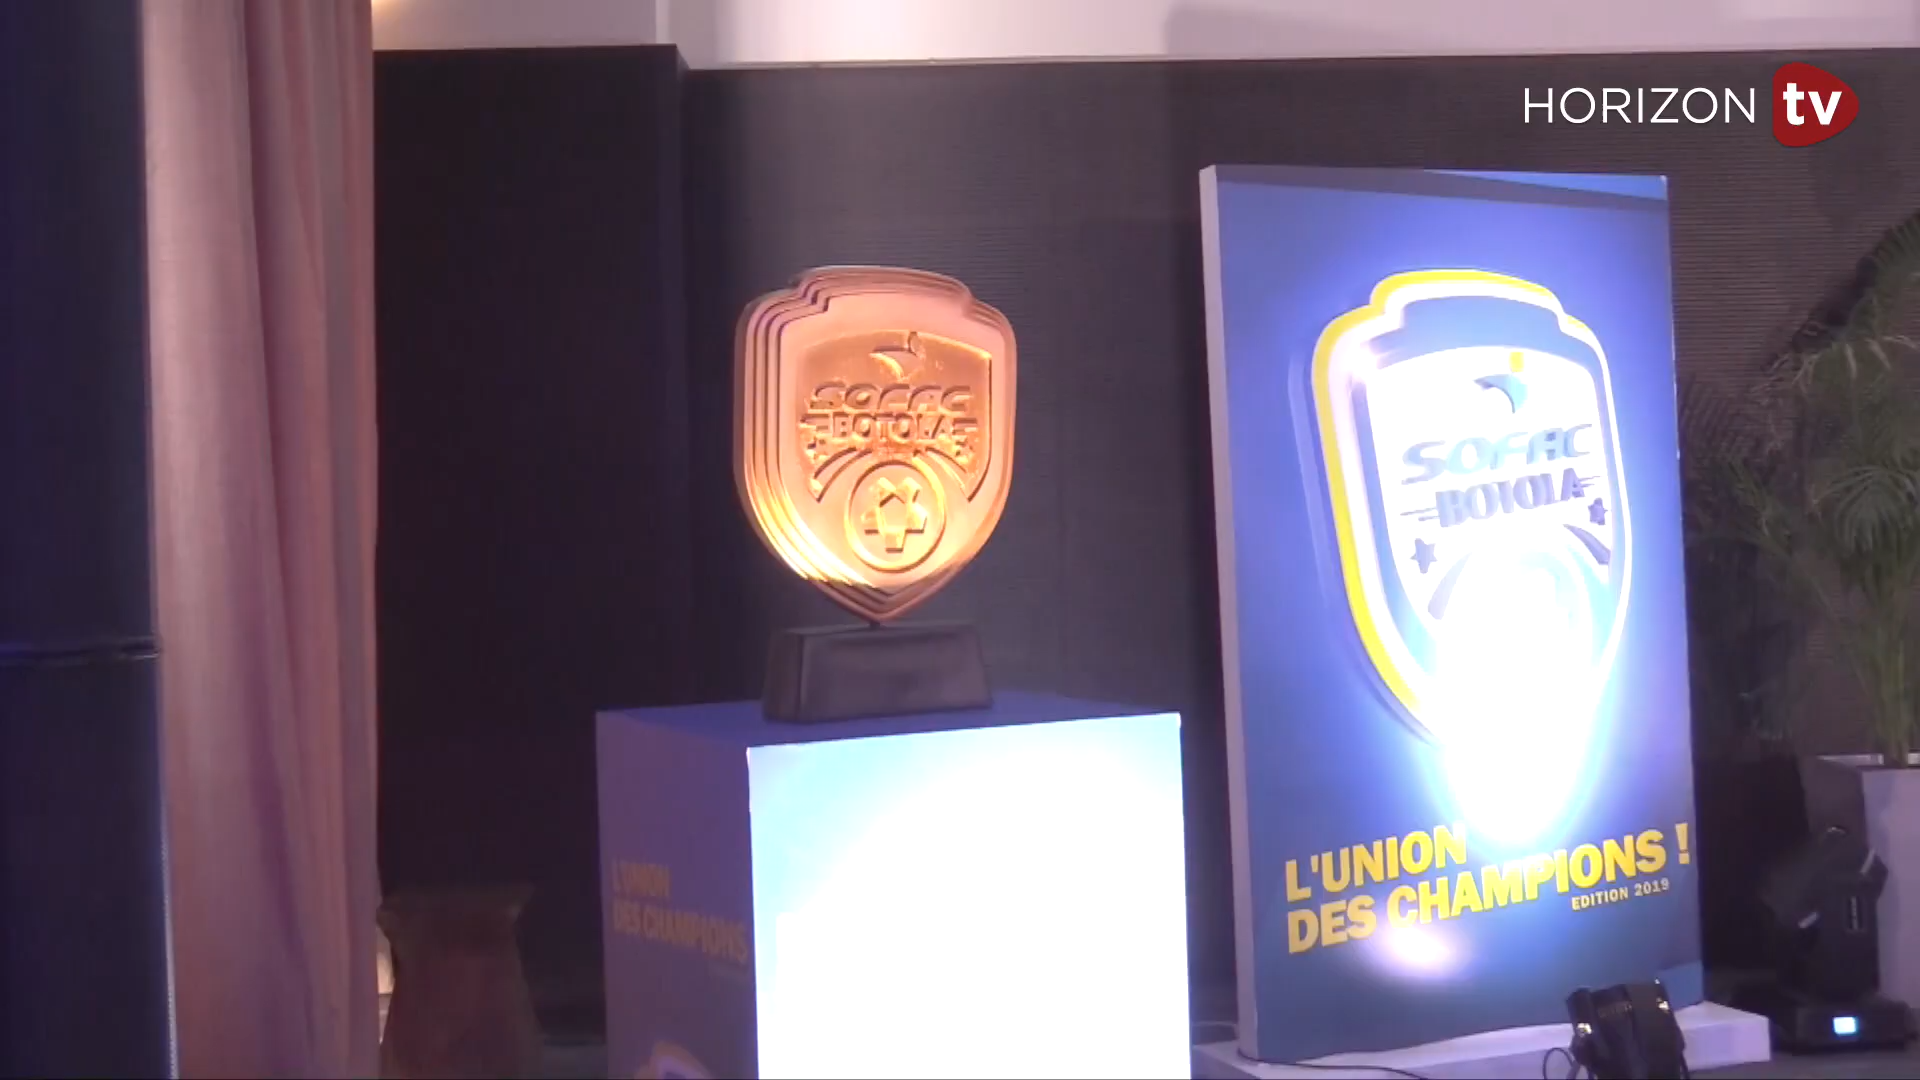 HORIZON tv
SOFAC
BOTOLA
SOFAC
BOTOLA
L'UNION
DES CHAMPIONS !
EDITION 2019
L'UNION
DES CHAMPIONS